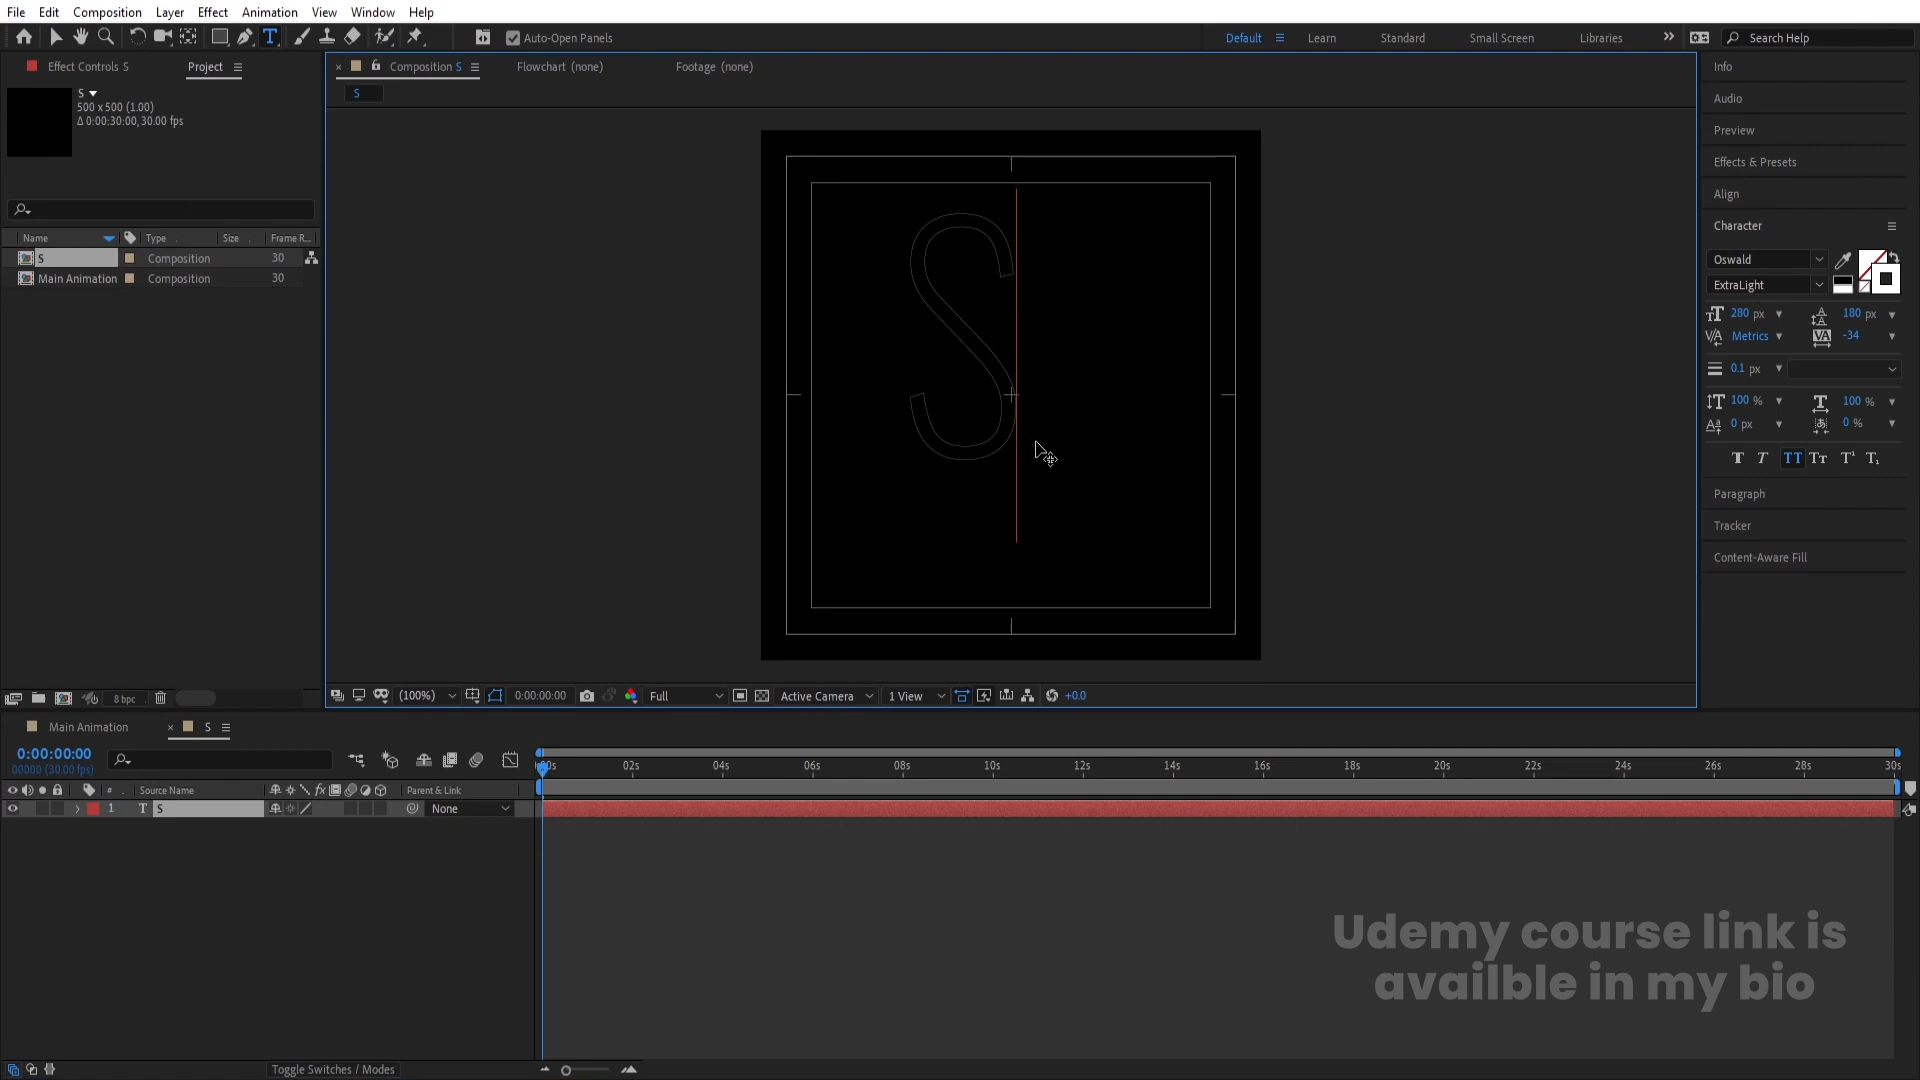 File Edit Composition Layer Effect Animation View Window Help
Auto-Open Panels
Default Learn Standard Small Screen Libraries Search Help
Effect Controls S Project
S
500 x 500 (1.00)
Δ 0:00:30:00, 30.00 fps
Name Type Size Frame R...
S Composition 30
Main Animation Composition 30
8 bpc
Composition S Flowchart (none) Footage (none)
S
S
(100%) 0:00:00:00 Full Active Camera 1 View +0.0
Info
Audio
Preview
Effects & Presets
Align
Character
Oswald
ExtraLight
280 px 180 px
Metrics -34
0.1 px
100 % 100 %
0 px 0 %
T T TT Tт T¹ T₁
Paragraph
Tracker
Content-Aware Fill
Main Animation S
0:00:00:00
00000 (30.00 fps)
# Source Name Parent & Link
1 T S None
02s 04s 06s 08s 10s 12s 14s 16s 18s 20s 22s 24s 26s 28s 30s
Toggle Switches / Modes
Udemy course link is
availble in my bio